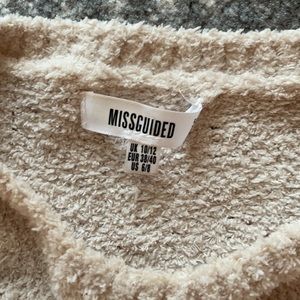 MISSGUIDED
UK 10/12
EUR 38/40
US 6/8